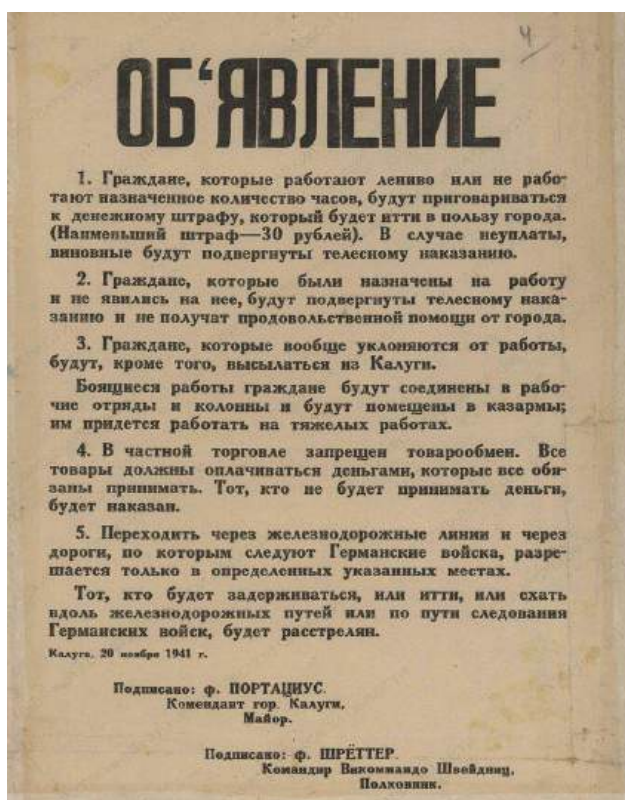 4
ОБ‘ЯВЛЕНИЕ
1. Граждане, которые работают лениво или не рабо-
тают назначенное количество часов, будут приговариваться
к денежному штрафу, который будет итти в пользу города.
(Наименьший штраф—30 рублей). В случае неуплаты,
виновные будут подвергнуты телесному наказанию.
2. Граждане, которые были назначены на работу
и не явились на нее, будут подвергнуты телесному нака-
занию и не получат продовольственной помощи от города.
3. Граждане, которые вообще уклоняются от работы,
будут, кроме того, высылаться из Калуги.
Боящиеся работы граждане будут соединены в рабо-
чие отряды и колонны и будут помещены в казармы;
им придется работать на тяжелых работах.
4. В частной торговле запрещен товарообмен. Все
товары должны оплачиваться деньгами, которые все обя-
заны принимать. Тот, кто не будет принимать деньги,
будет наказан.
5. Переходить через железнодорожные линии и через
дороги, по которым следуют Германские войска, разре-
шается только в определенных указанных местах.
Тот, кто будет задерживаться, или итти, или ехать
вдоль железнодорожных путей или по пути следования
Германских войск, будет расстрелян.
Калуга, 20 ноября 1941 г.
Подписано: ф. ПОРТАЦИУС.
Комендант гор. Калуги,
Майор.
Подписано: ф. ШРЁТТЕР.
Командир Викоммандо Швейдниц,
Полковник.